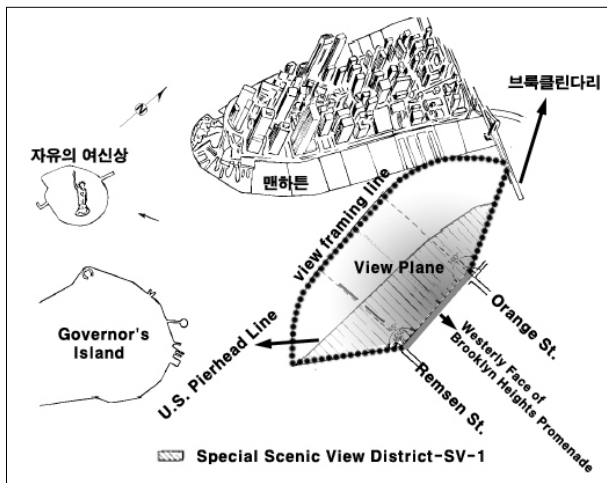 브룩클린다리
N
자유의 여신상
맨하튼
view framing line
View Plane
Governor's
Island
U.S. Pierhead Line
Orange St.
Westerly Face of
Brooklyn Heights Promenade
Remsen St.
Special Scenic View District-SV-1